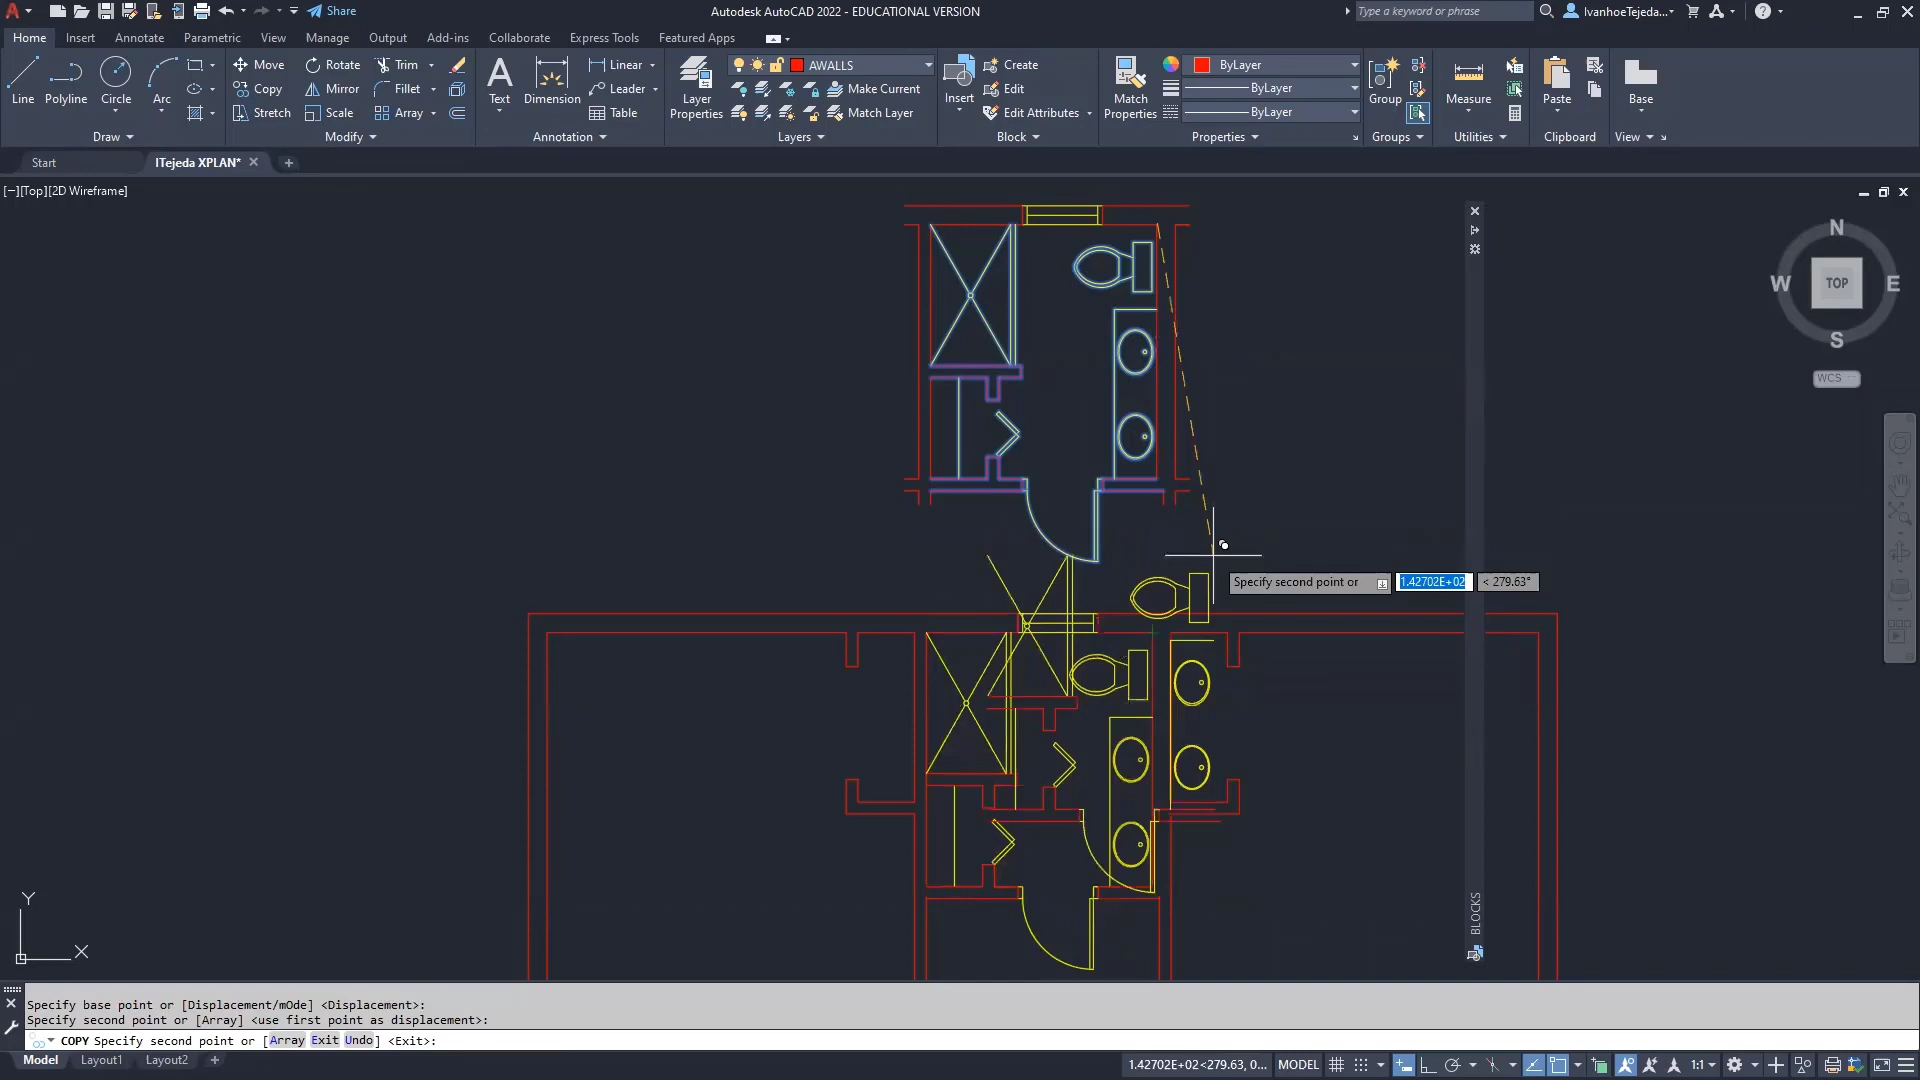 Share
Autodesk AutoCAD 2022 - EDUCATIONAL VERSION
Type a keyword or phrase
IvanhoeTejeda...
Home Insert Annotate Parametric View Manage Output Add-ins Collaborate Express Tools Featured Apps
Line Polyline Circle Arc
Draw
Move Rotate Trim
Copy Mirror Fillet
Stretch Scale Array
Modify
Text Dimension
Linear
Leader
Table
Annotation
Layer
Properties
AWALLS
Make Current
Match Layer
Layers
Insert
Create
Edit
Edit Attributes
Block
Match
Properties
ByLayer
ByLayer
ByLayer
Properties
Group
Groups
Measure
Utilities
Paste
Clipboard
Base
View
Start
ITejeda XPLAN*
[−][Top][2D Wireframe]
N
W TOP E
S
WCS
Specify second point or 1.42702E+02 < 279.63°
BLOCKS
Y
X
Specify base point or [Displacement/mOde] <Displacement>:
Specify second point or [Array] <use first point as displacement>:
COPY Specify second point or [Array Exit Undo] <Exit>:
Model Layout1 Layout2
1.42702E+02<279.63, 0... MODEL 1:1